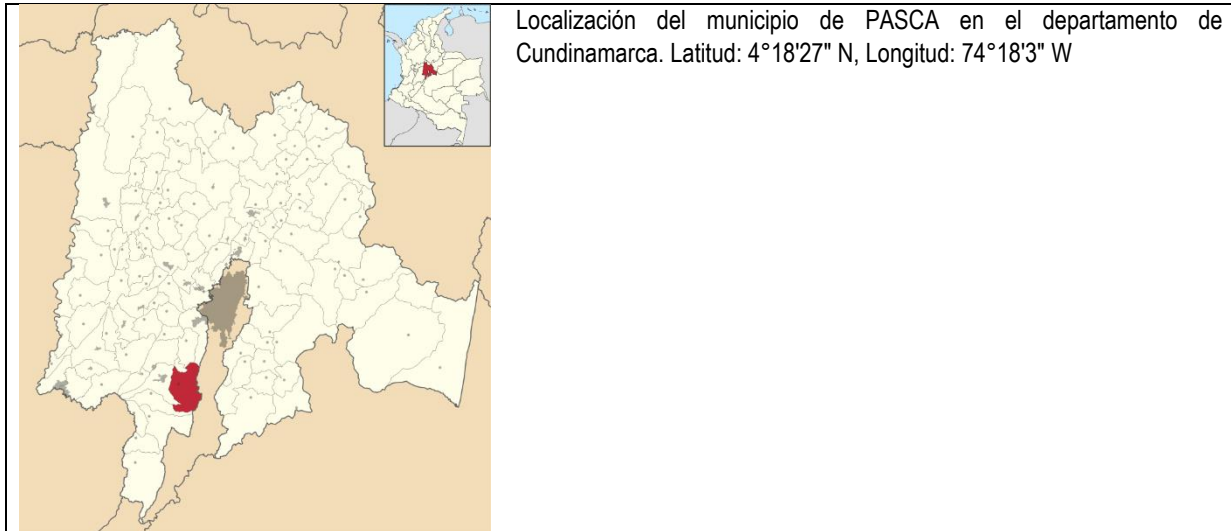 Localización del municipio de PASCA en el departamento de
Cundinamarca. Latitud: 4°18'27" N, Longitud: 74°18'3" W